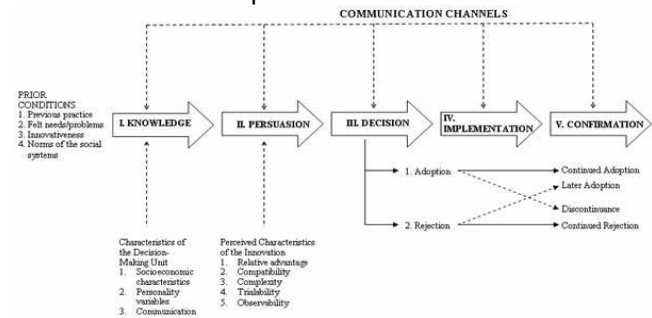 COMMUNICATION CHANNELS
PRIOR
CONDITIONS
1. Previous practice
2. Felt needs/problems
3. Innovativeness
4. Norms of the social
systems
I. KNOWLEDGE
II. PERSUASION
III. DECISION
IV.
IMPLEMENTATION
V. CONFIRMATION
1. Adoption
2. Rejection
Continued Adoption
Later Adoption
Discontinuance
Continued Rejection
Characteristics of
the Decision-
Making Unit
1. Socioeconomic
characteristics
2. Personality
variables
3. Communication
Perceived Characteristics
of the Innovation
1. Relative advantage
2. Compatibility
3. Complexity
4. Trialability
5. Observability